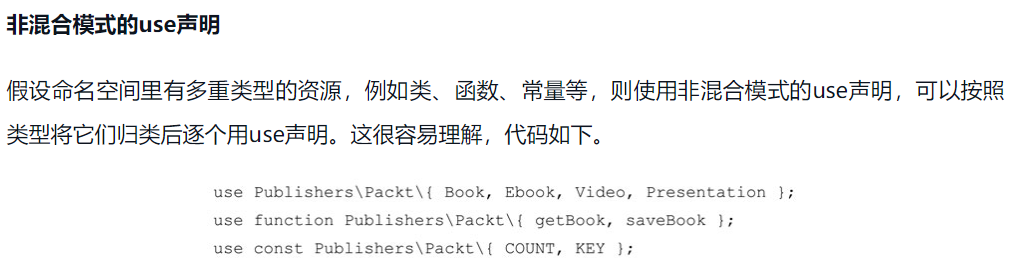 非混合模式的use声明
假设命名空间里有多重类型的资源，例如类、函数、常量等，则使用非混合模式的use声明，可以按照
类型将它们归类后逐个用use声明。这很容易理解，代码如下。
use Publishers\Packt\{ Book, Ebook, Video, Presentation };
use function Publishers\Packt\{ getBook, saveBook };
use const Publishers\Packt\{ COUNT, KEY };